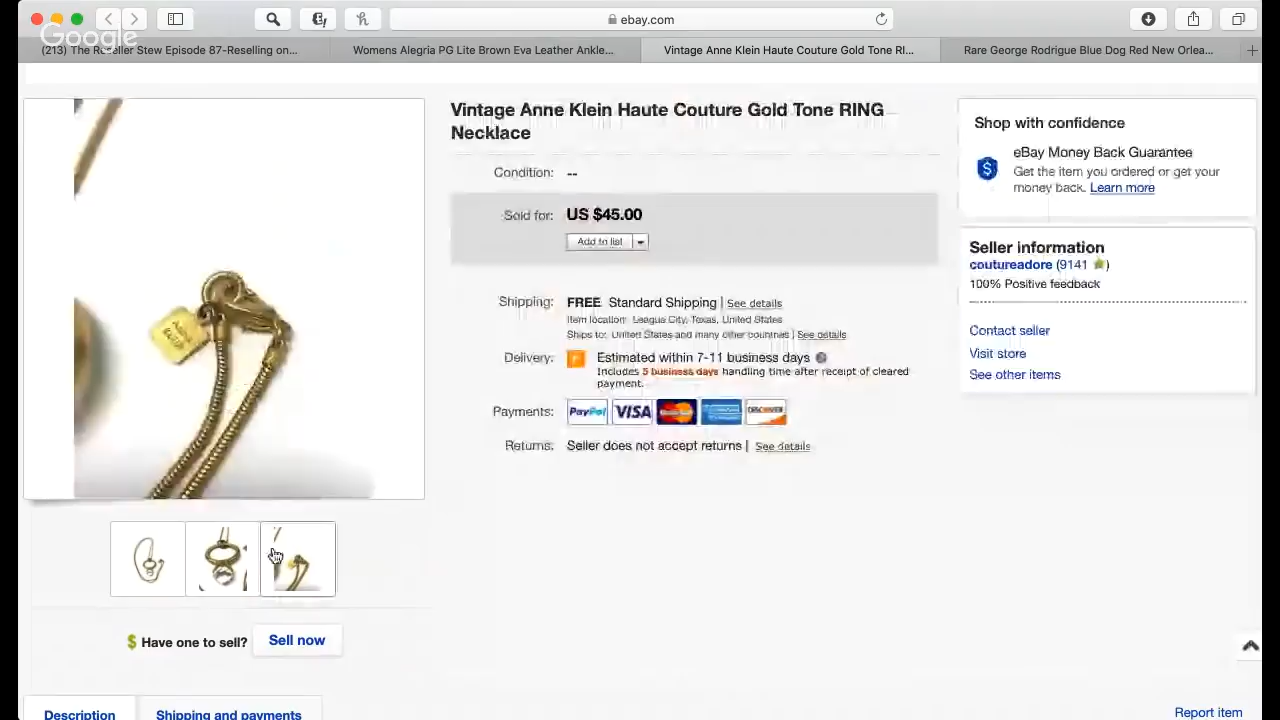 ebay.com
Google
(213) The Reseller Stew Episode 87-Reselling on...
Womens Alegria PG Lite Brown Eva Leather Ankle...
Vintage Anne Klein Haute Couture Gold Tone RI...
Rare George Rodrigue Blue Dog Red New Orlea...
Vintage Anne Klein Haute Couture Gold Tone RING
Necklace
Condition: --
Sold for: US $45.00
Add to list
Shipping: FREE Standard Shipping | See details
Item location: League City, Texas, United States
Ships to: United States and many other countries | See details
Delivery: Estimated within 7-11 business days
Includes 5 business days handling time after receipt of cleared
payment.
Payments: PayPal VISA MasterCard DISCOVER
Returns: Seller does not accept returns | See details
Shop with confidence
eBay Money Back Guarantee
Get the item you ordered or get your
money back. Learn more
Seller information
coutureadore (9141)
100% Positive feedback
Contact seller
Visit store
See other items
$ Have one to sell? Sell now
Description
Shipping and payments
Report item